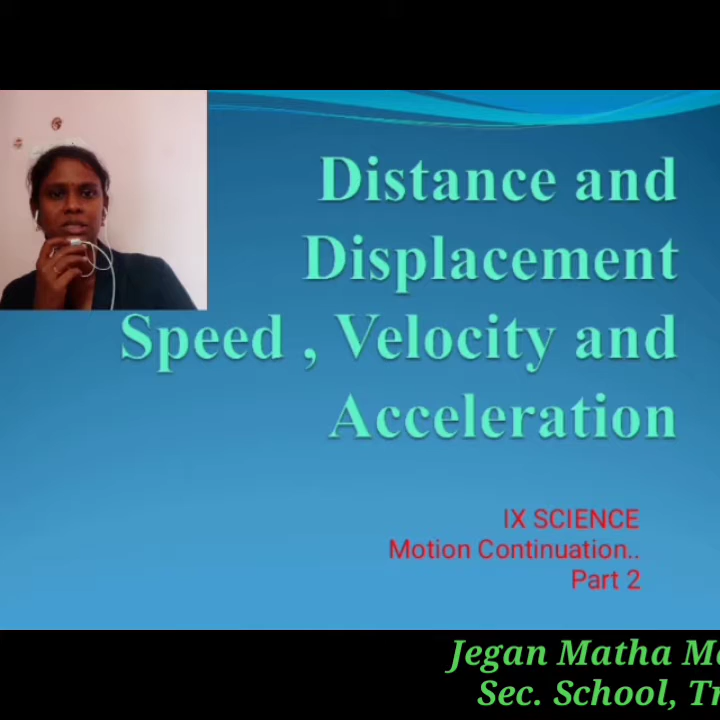 Distance and
Displacement
Speed , Velocity and
Acceleration
IX SCIENCE
Motion Continuation..
Part 2
Jegan Matha
Sec. School,